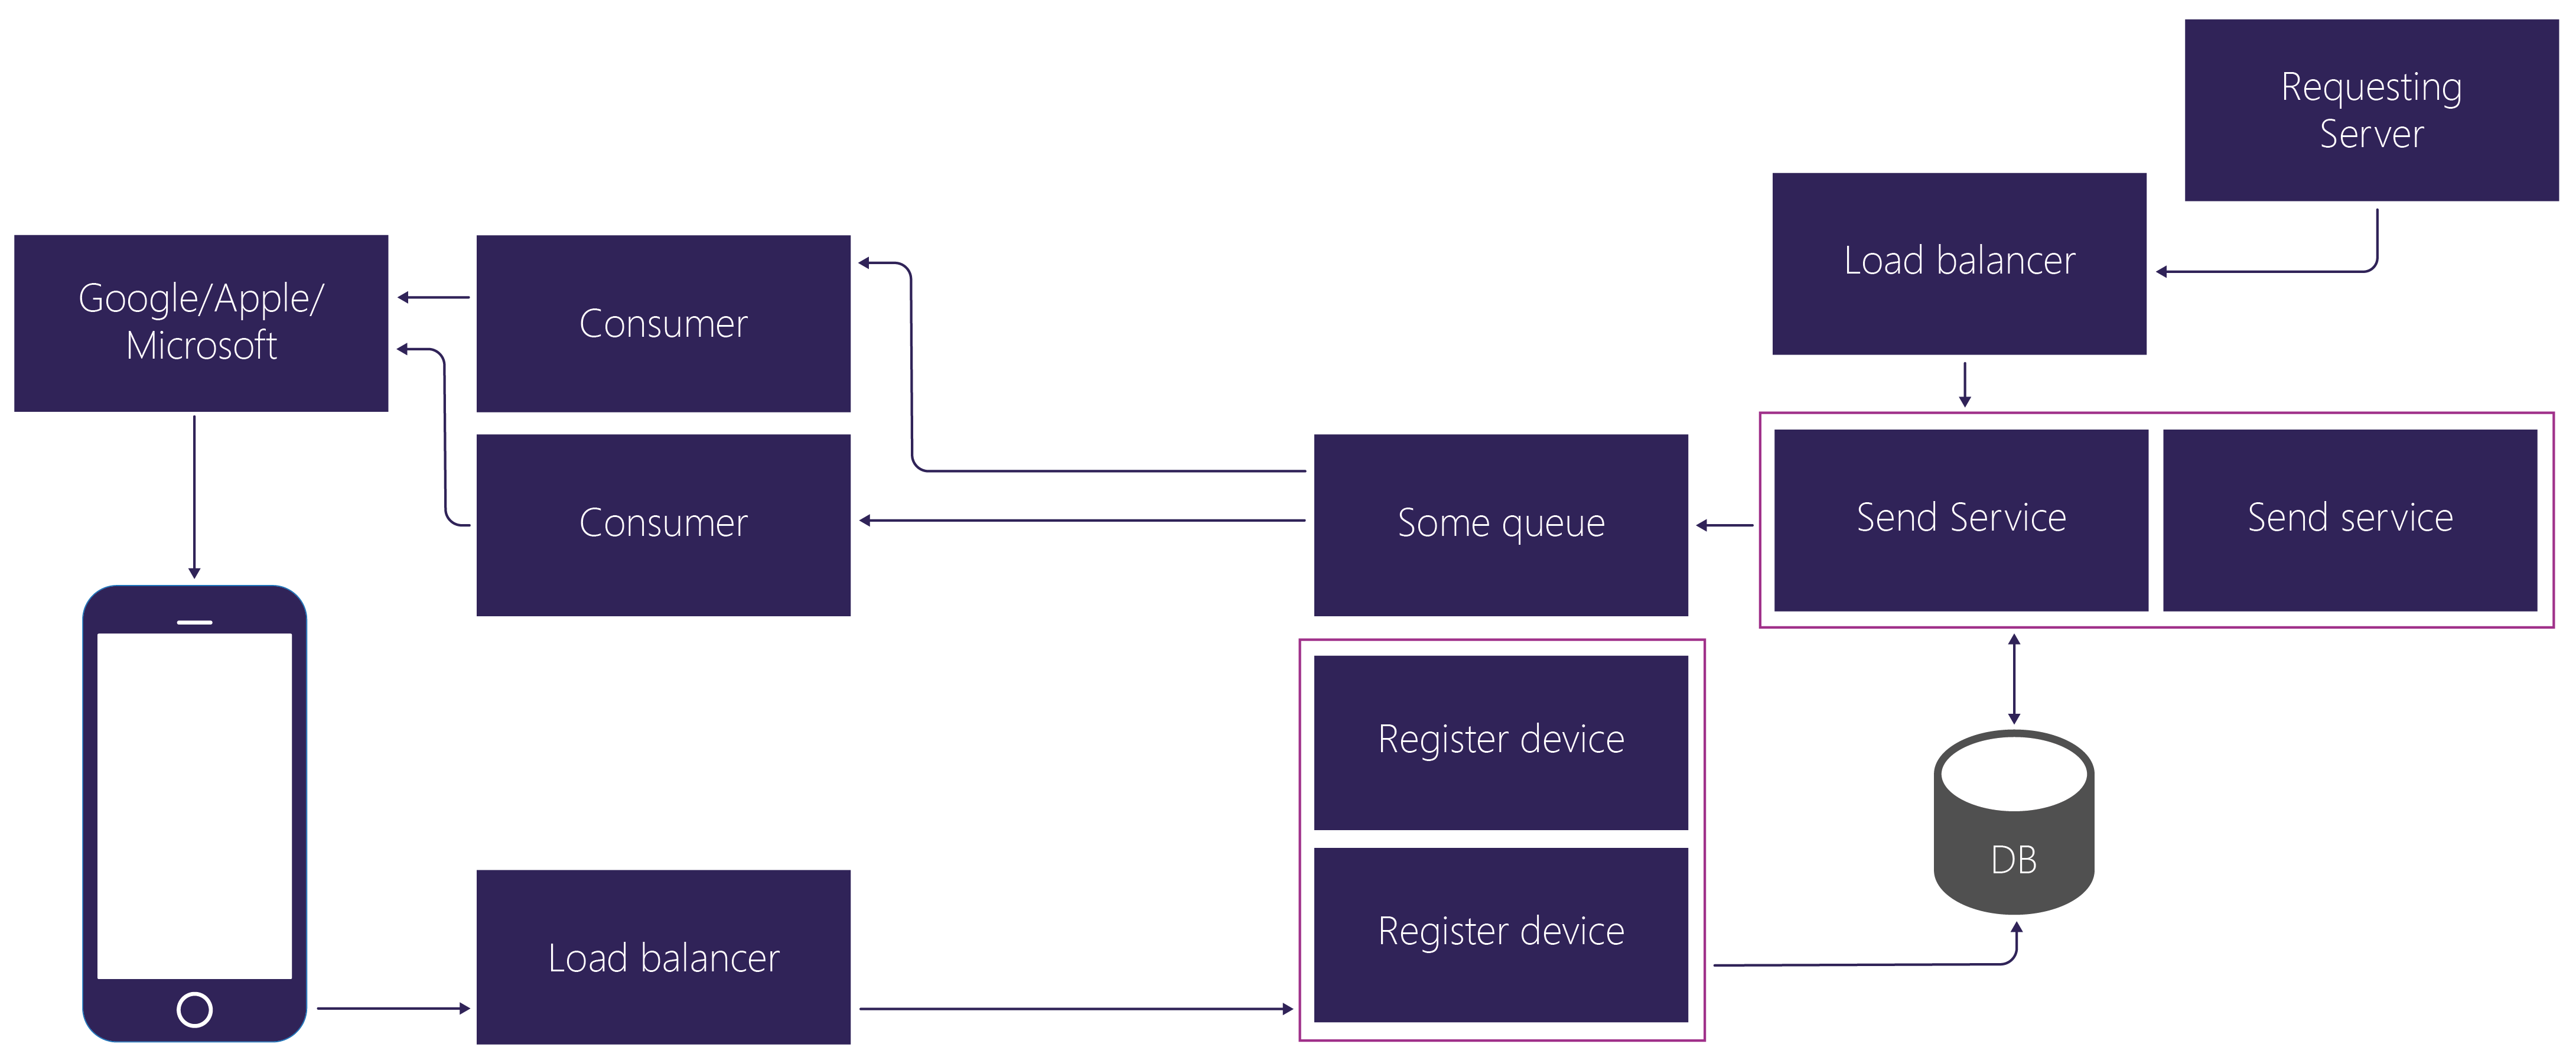 Requesting
Server
Load balancer
Google/Apple/
Microsoft
Consumer
Consumer
Some queue
Send Service
Send service
Register device
Register device
DB
Load balancer